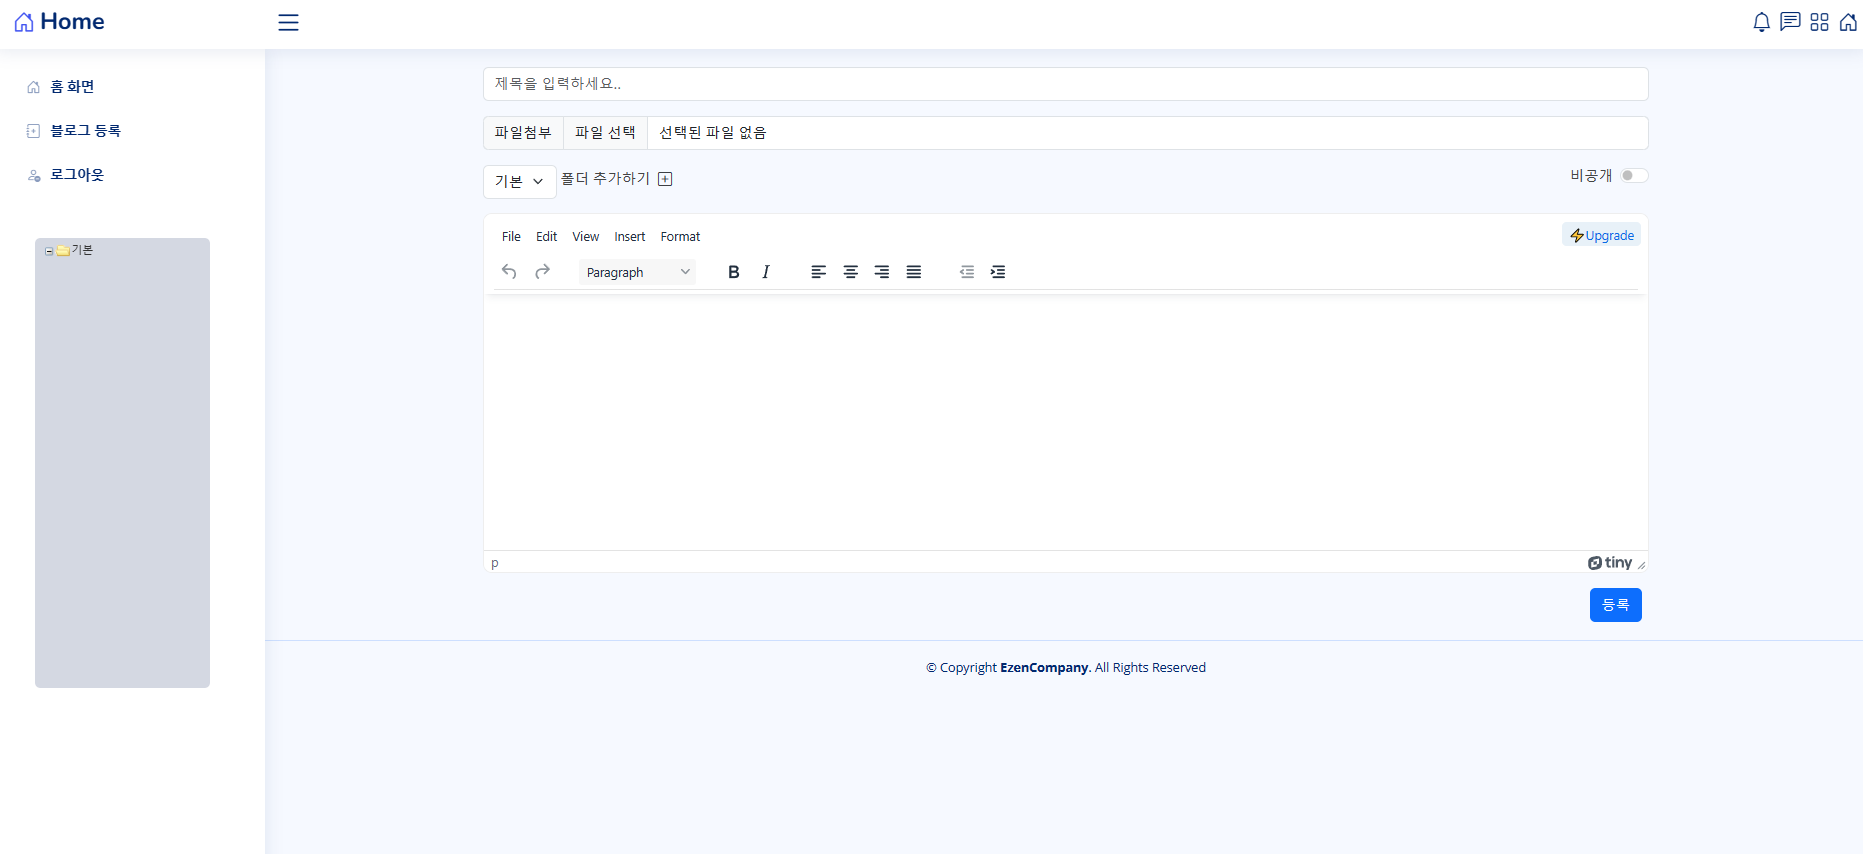 Home
홈 화면
블로그 등록
로그아웃
기본
제목을 입력하세요..
파일첨부 파일 선택 선택된 파일 없음
기본 폴더 추가하기 비공개
File Edit View Insert Format Upgrade
Paragraph B I
p tiny
등록
© Copyright EzenCompany. All Rights Reserved